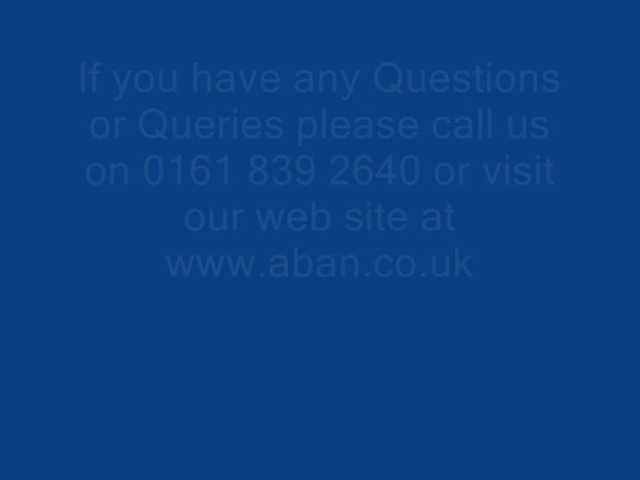 If you have any Questions
or Queries please call us
on 0161 839 2640 or visit
our web site at
www.aban.co.uk